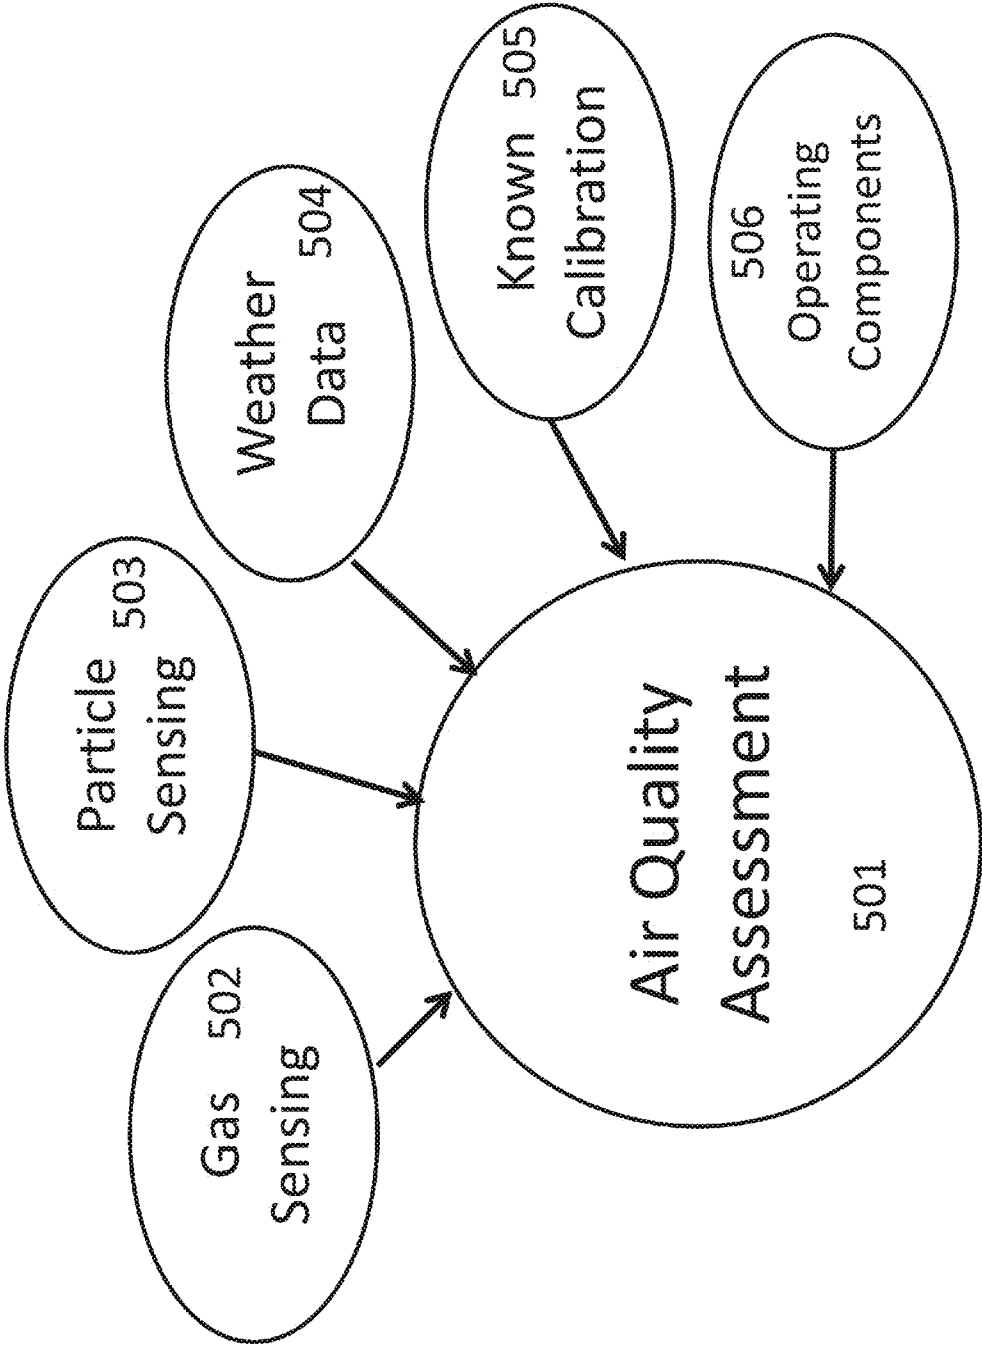 Gas 502
Sensing
Particle 503
Sensing
Weather
Data 504
Known 505
Calibration
506
Operating
Components
Air Quality
Assessment
501